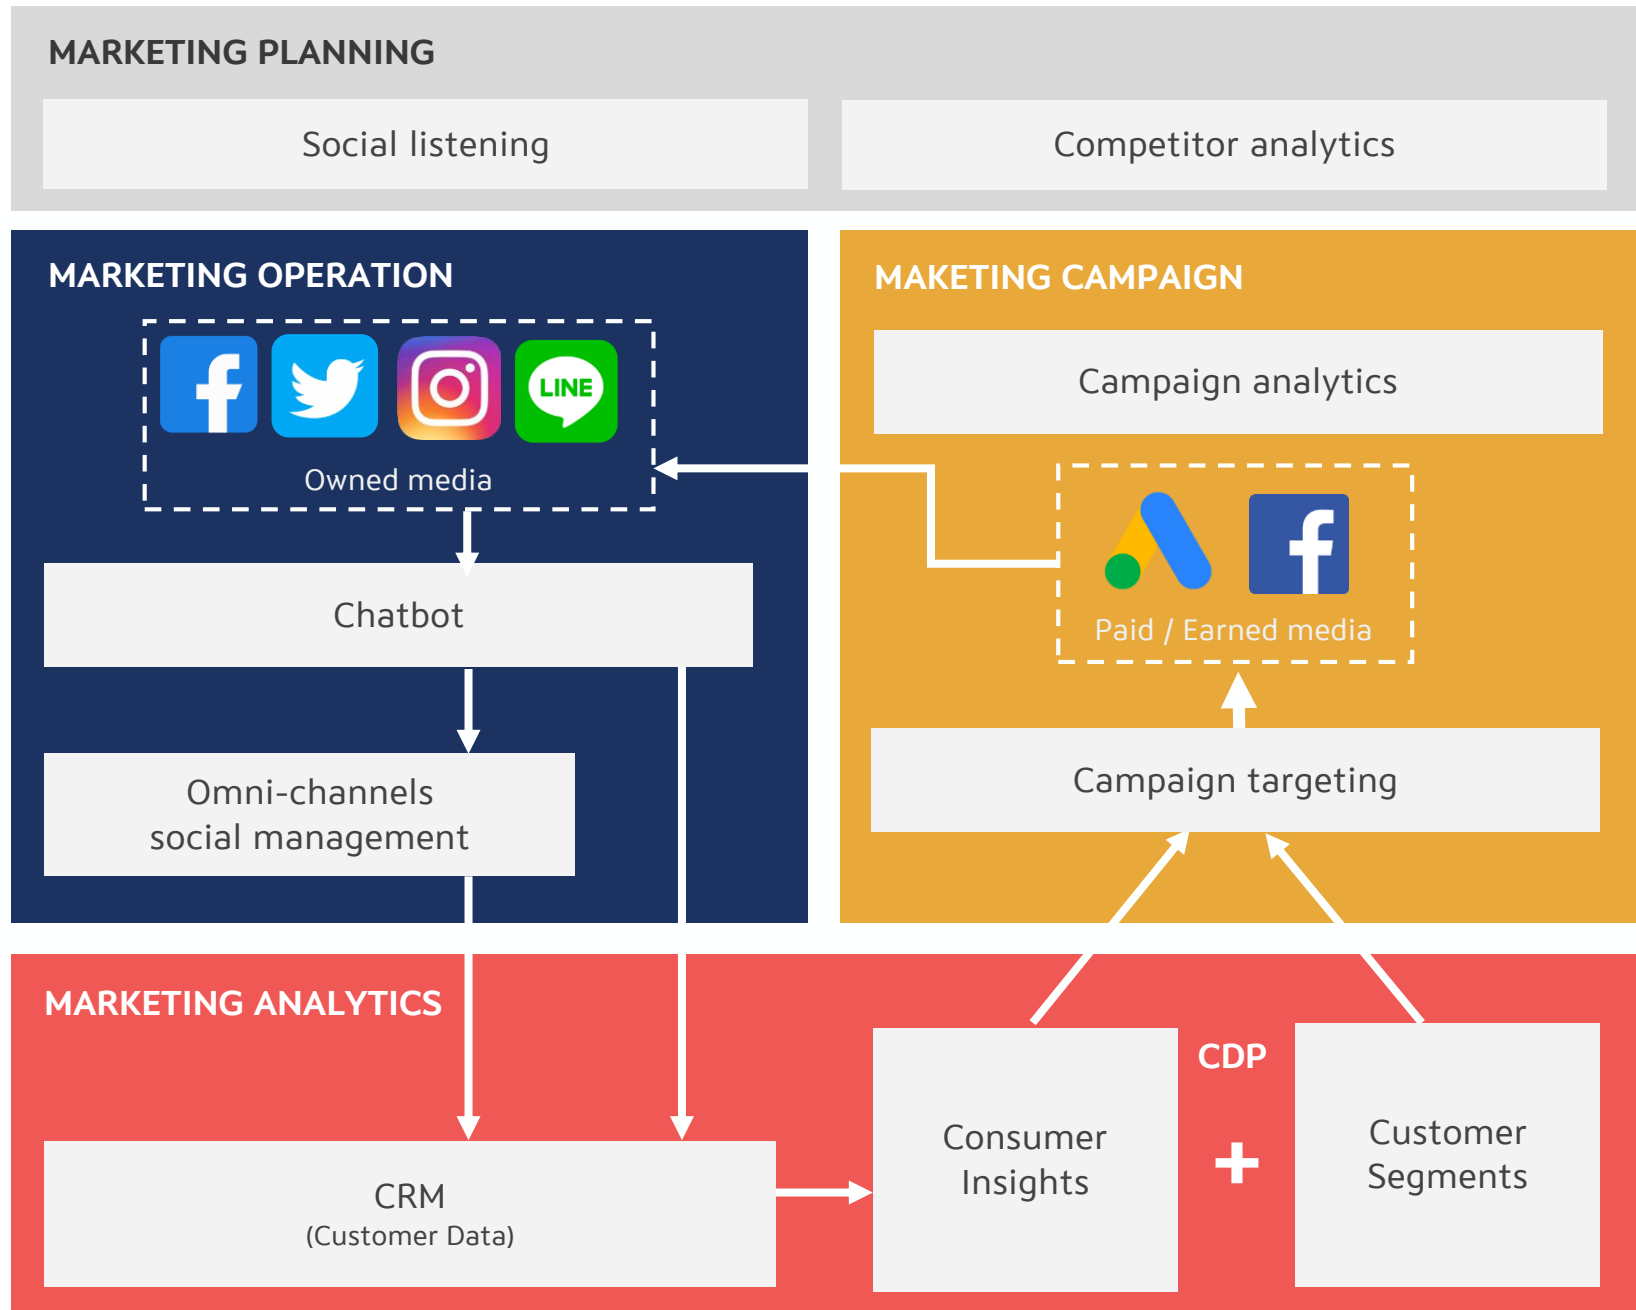 MARKETING PLANNING
Social listening
Competitor analytics
MARKETING OPERATION
LINE
Owned media
Chatbot
Omni-channels
social management
MAKETING CAMPAIGN
Campaign analytics
Paid / Earned media
Campaign targeting
MARKETING ANALYTICS
CRM
(Customer Data)
Consumer
Insights
CDP
+
Customer
Segments